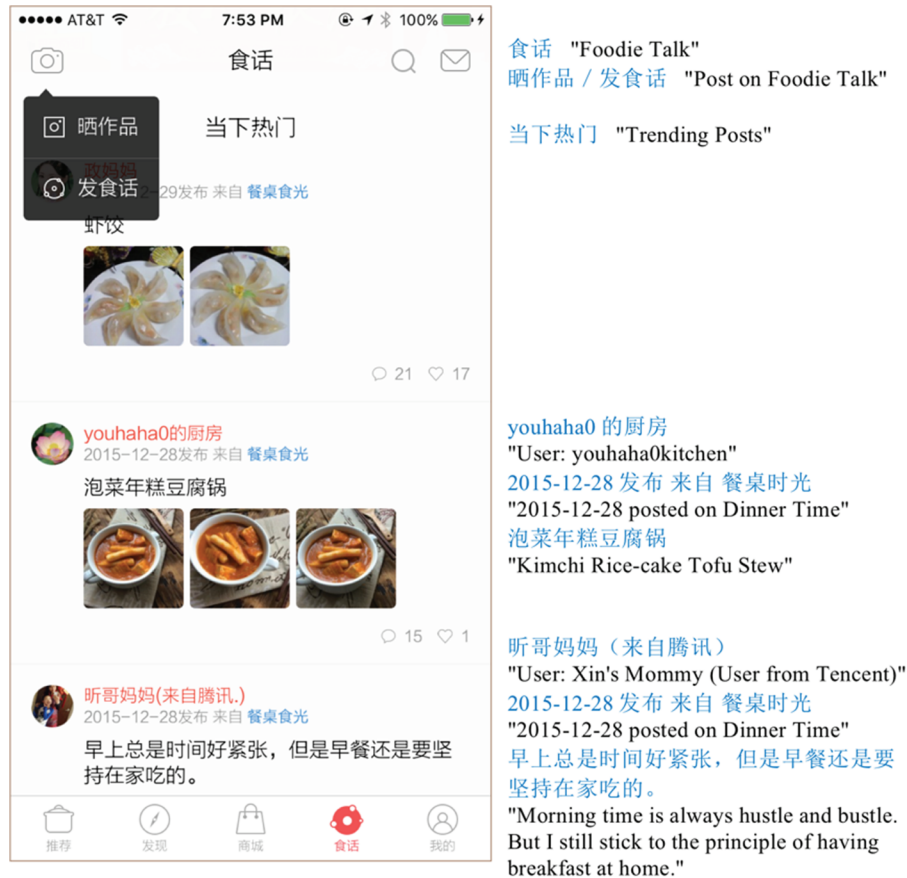 AT&T 7:53 PM 100%
食话
晒作品
发食话
当下热门
政妈妈
-29发布 来自 餐桌食光
虾饺
21 17
youhaha0的厨房
2015-12-28发布 来自 餐桌食光
泡菜年糕豆腐锅
15 1
昕哥妈妈(来自腾讯.)
2015-12-28发布 来自 餐桌食光
早上总是时间好紧张，但是早餐还是要坚
持在家吃的。
推荐 发现 商城 食话 我的
食话 "Foodie Talk"
晒作品 / 发食话 "Post on Foodie Talk"
当下热门 "Trending Posts"
youhaha0 的厨房
"User: youhaha0kitchen"
2015-12-28 发布 来自 餐桌时光
"2015-12-28 posted on Dinner Time"
泡菜年糕豆腐锅
"Kimchi Rice-cake Tofu Stew"
昕哥妈妈（来自腾讯）
"User: Xin's Mommy (User from Tencent)"
2015-12-28 发布 来自 餐桌时光
"2015-12-28 posted on Dinner Time"
早上总是时间好紧张，但是早餐还是要
坚持在家吃的。
"Morning time is always hustle and bustle.
But I still stick to the principle of having
breakfast at home."